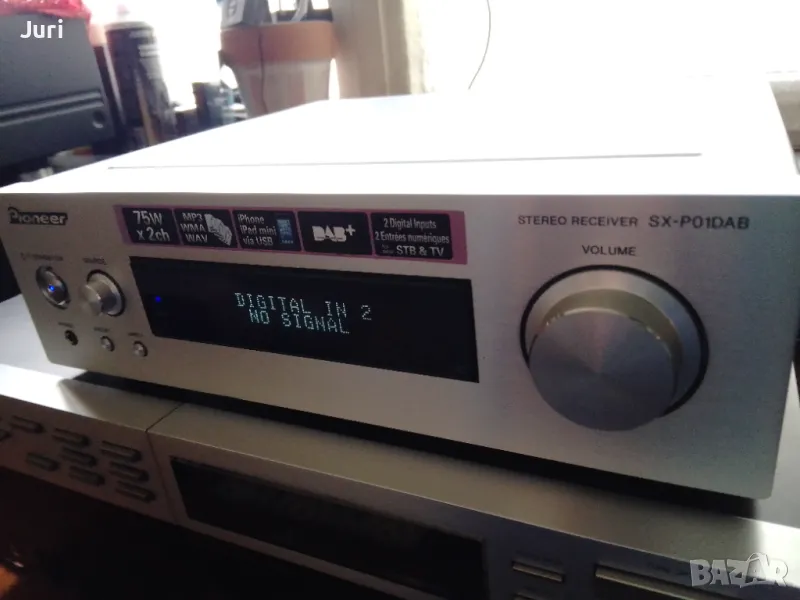 Juri
Pioneer
75W
x 2ch
MP3
WMA
WAV
iPhone
iPad mini
via USB
DAB+
2 Digital Inputs
2 Entrées numériques
STB & TV
STEREO RECEIVER SX-P01DAB
VOLUME
DIGITAL IN 2
NO SIGNAL
BAZAR